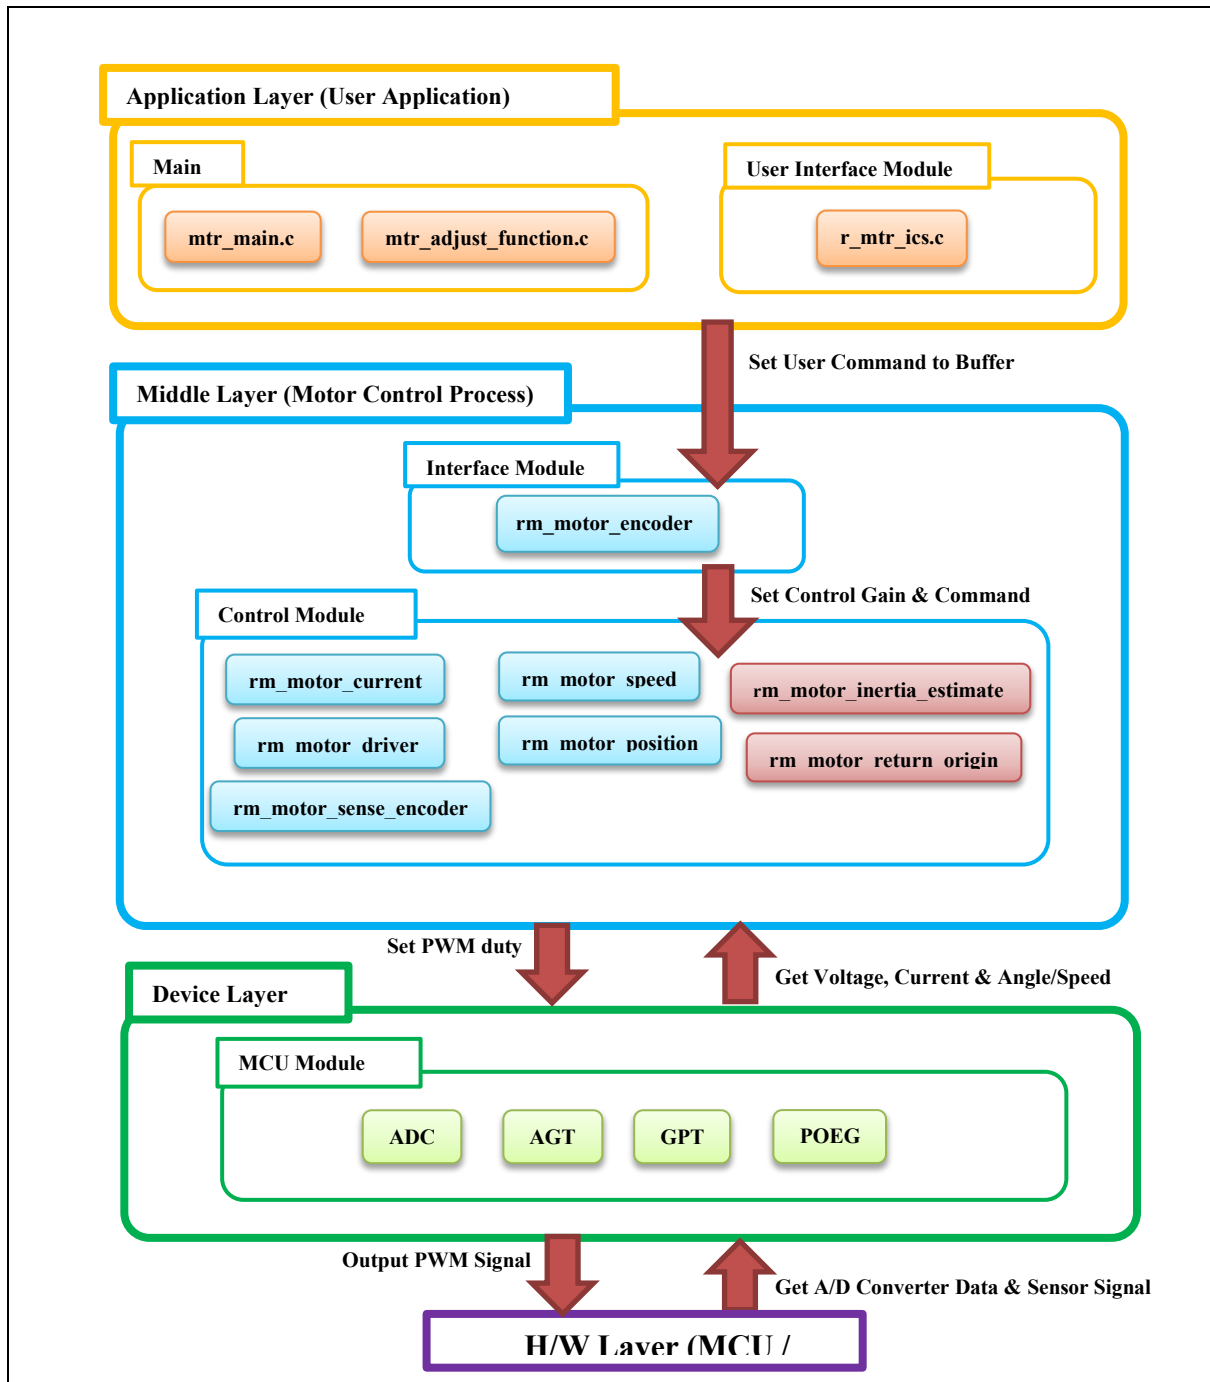 Application Layer (User Application)
Main
User Interface Module
mtr_main.c
mtr_adjust_function.c
r_mtr_ics.c
Set User Command to Buffer
Middle Layer (Motor Control Process)
Interface Module
rm_motor_encoder
Set Control Gain & Command
Control Module
rm_motor_current
rm_motor_speed
rm_motor_inertia_estimate
rm_motor_driver
rm_motor_position
rm_motor_return_origin
rm_motor_sense_encoder
Set PWM duty
Get Voltage, Current & Angle/Speed
Device Layer
MCU Module
ADC
AGT
GPT
POEG
Output PWM Signal
Get A/D Converter Data & Sensor Signal
H/W Layer (MCU /